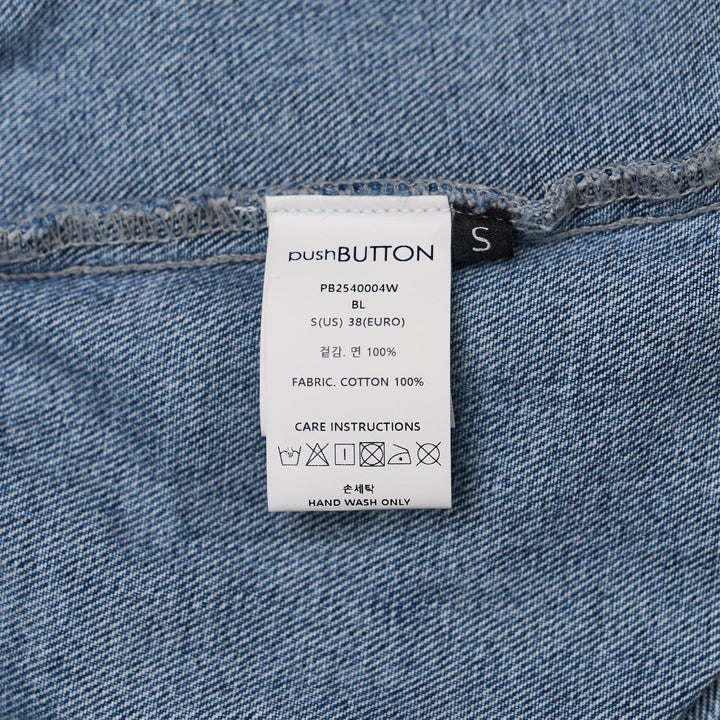 pushBUTTON
S
PB2540004W
BL
S(US) 38(EURO)
겉감. 면 100%
FABRIC. COTTON 100%
CARE INSTRUCTIONS
손세탁
HAND WASH ONLY